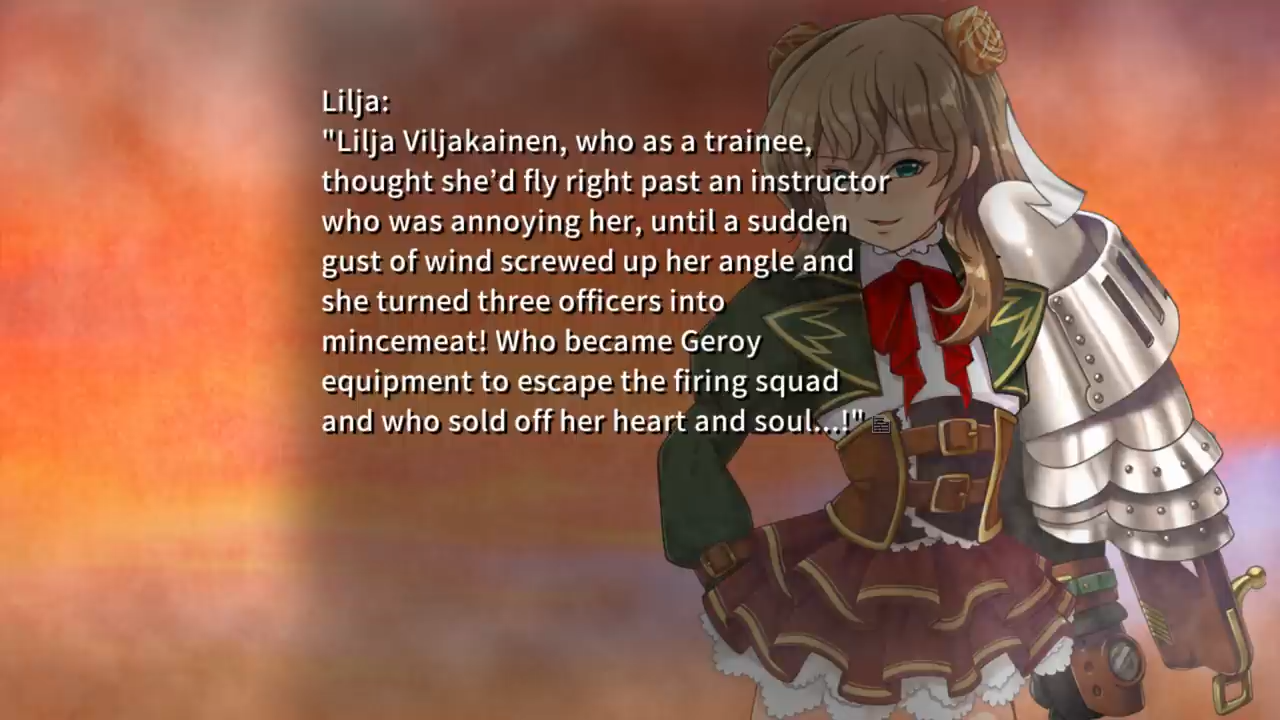 Lilja:
"Lilja Viljakainen, who as a trainee,
thought she’d fly right past an instructor
who was annoying her, until a sudden
gust of wind screwed up her angle and
she turned three officers into
mincemeat! Who became Geroy
equipment to escape the firing squad
and who sold off her heart and soul...!"